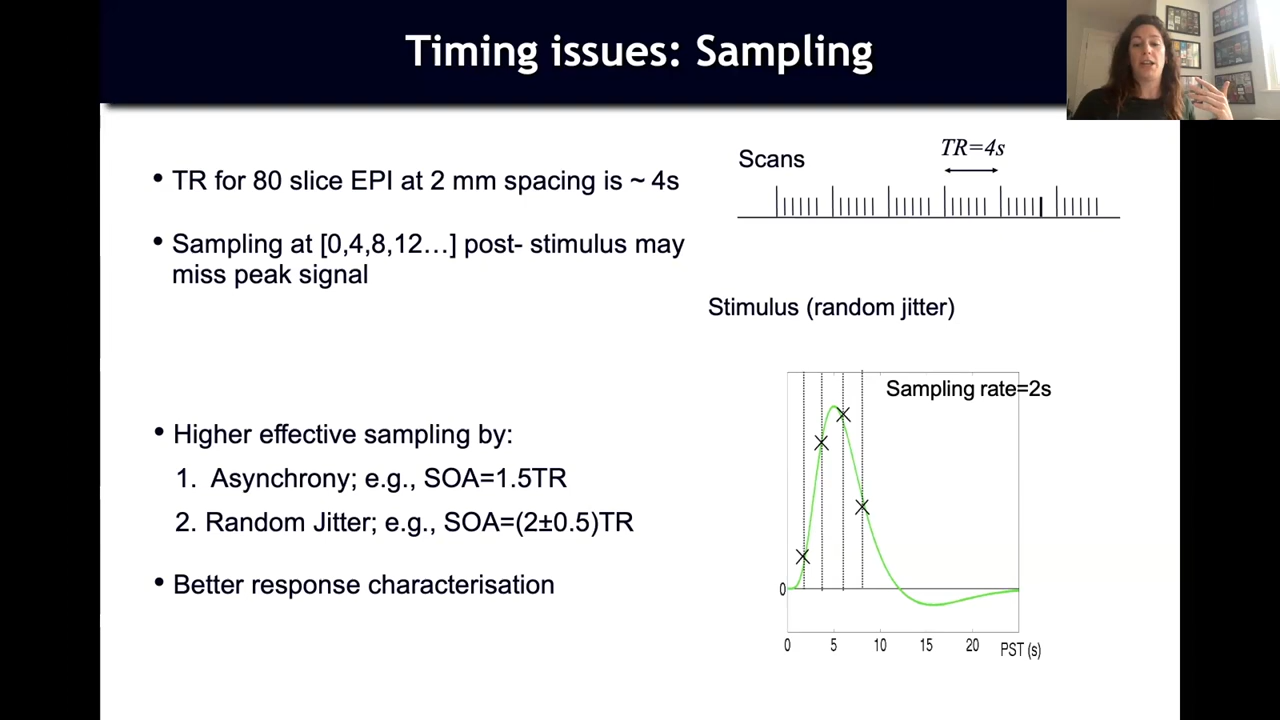 Timing issues: Sampling
• TR for 80 slice EPI at 2 mm spacing is ~ 4s
• Sampling at [0,4,8,12…] post- stimulus may
miss peak signal
• Higher effective sampling by:
1. Asynchrony; e.g., SOA=1.5TR
2. Random Jitter; e.g., SOA=(2±0.5)TR
• Better response characterisation
Scans
TR=4s
Stimulus (random jitter)
Sampling rate=2s
0
0 5 10 15 20 PST (s)